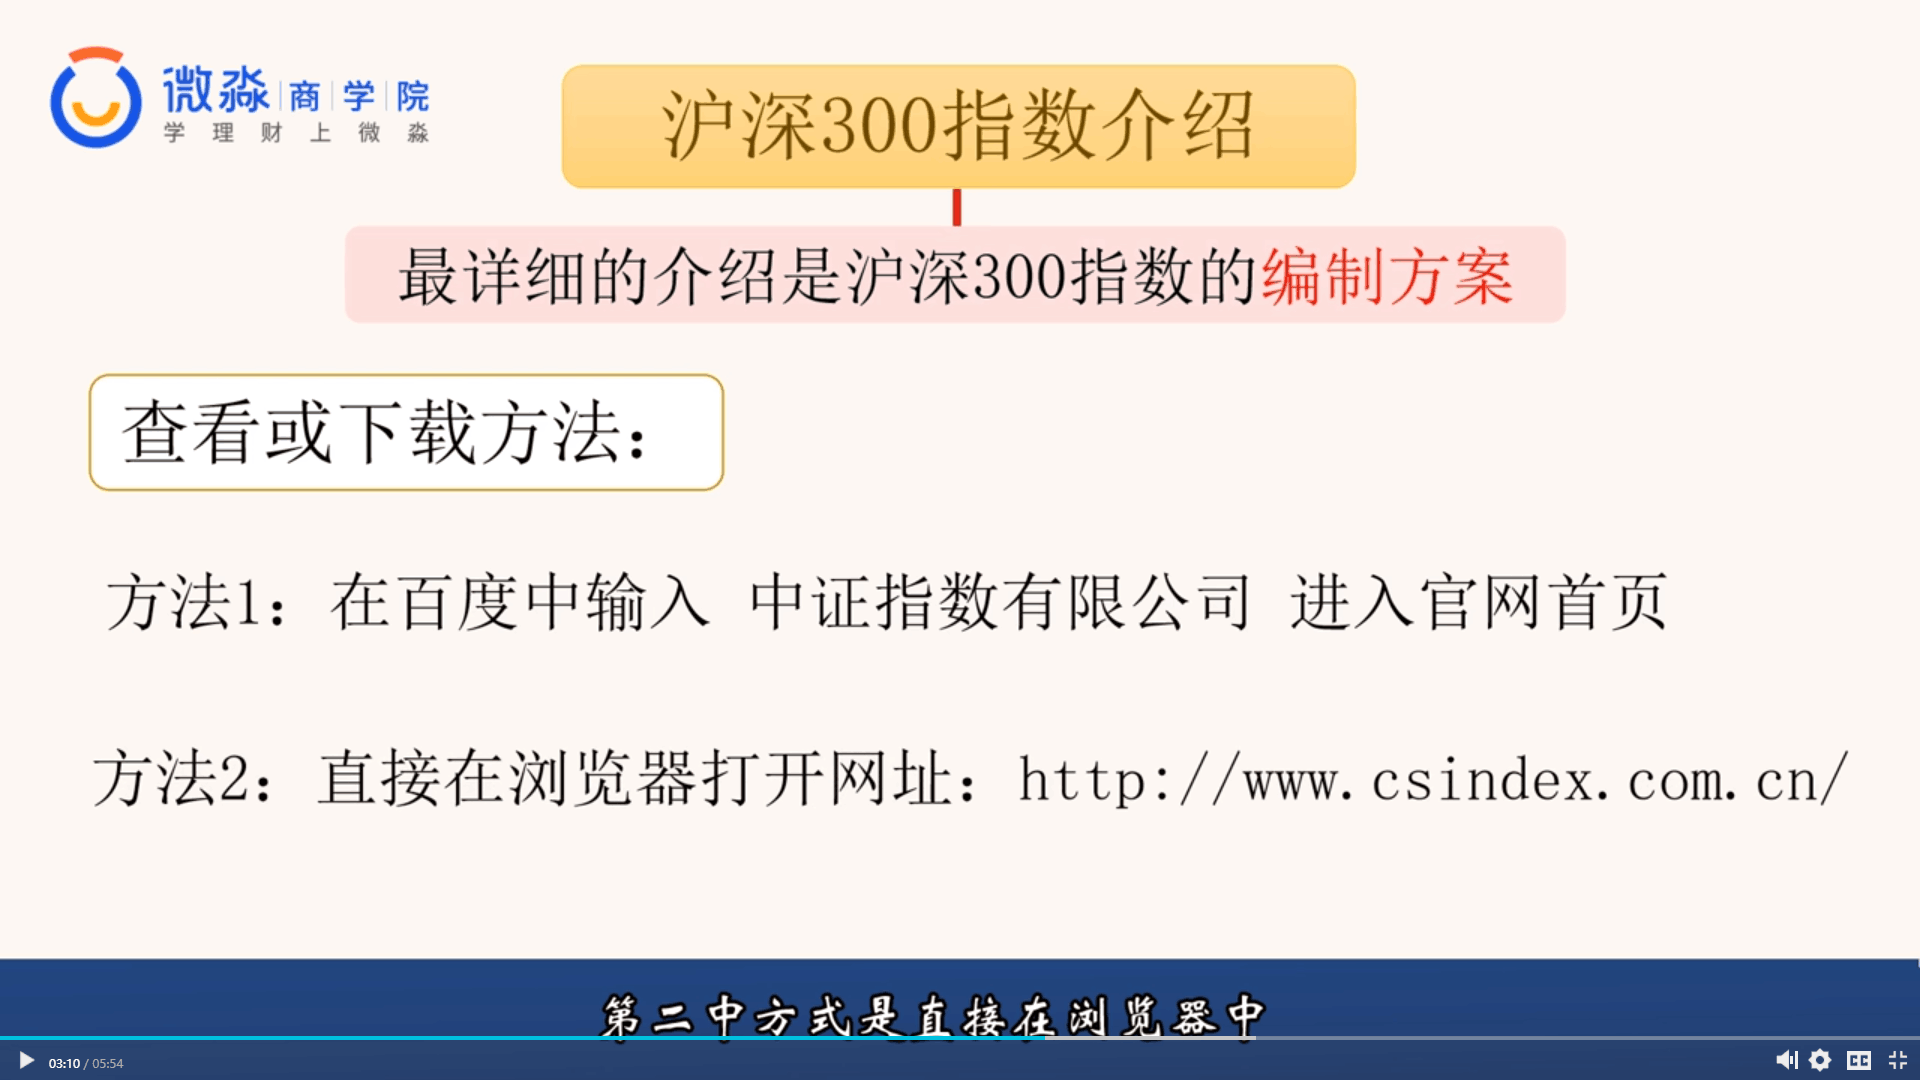 微淼商学院
学理财上微淼
沪深300指数介绍
最详细的介绍是沪深300指数的编制方案
查看或下载方法：
方法1：在百度中输入 中证指数有限公司 进入官网首页
方法2：直接在浏览器打开网址：http://www.csindex.com.cn/
第二中方式是直接在浏览器中
03:10 / 05:54
CC